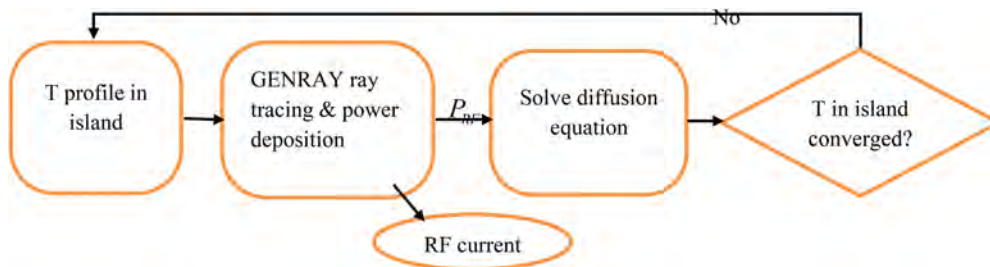 No
T profile in
island
GENRAY ray
tracing & power
deposition
P_RF
Solve diffusion
equation
T in island
converged?
RF current